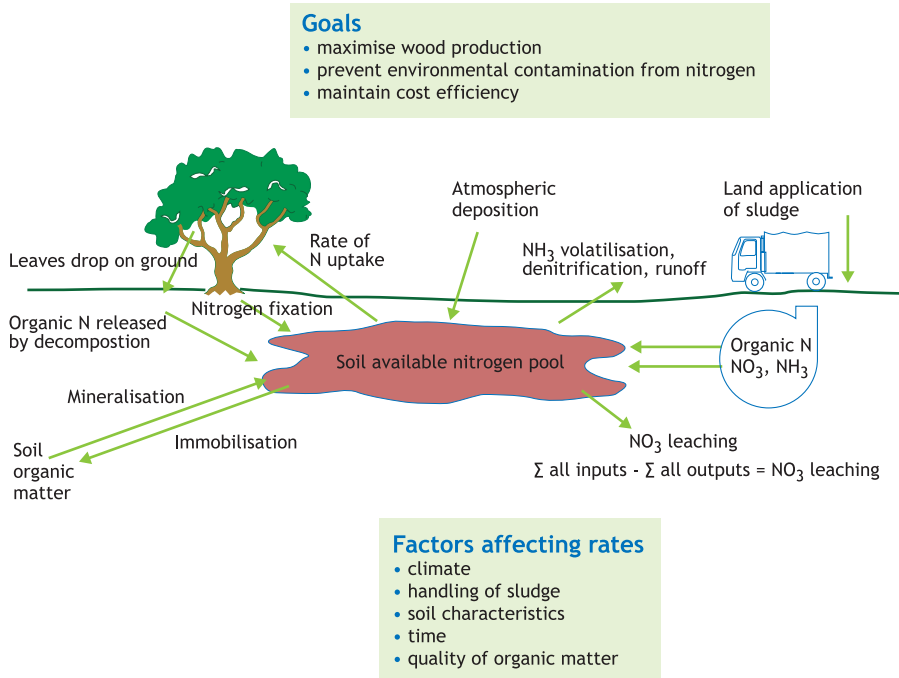 Goals
• maximise wood production
• prevent environmental contamination from nitrogen
• maintain cost efficiency
Atmospheric
deposition
Land application
of sludge
Rate of
N uptake
NH₃ volatilisation,
denitrification, runoff
Leaves drop on ground
Nitrogen fixation
Organic N released
by decompostion
Soil available nitrogen pool
Organic N
NO₃, NH₃
Mineralisation
Immobilisation
Soil
organic
matter
NO₃ leaching
Σ all inputs - Σ all outputs = NO₃ leaching
Factors affecting rates
• climate
• handling of sludge
• soil characteristics
• time
• quality of organic matter